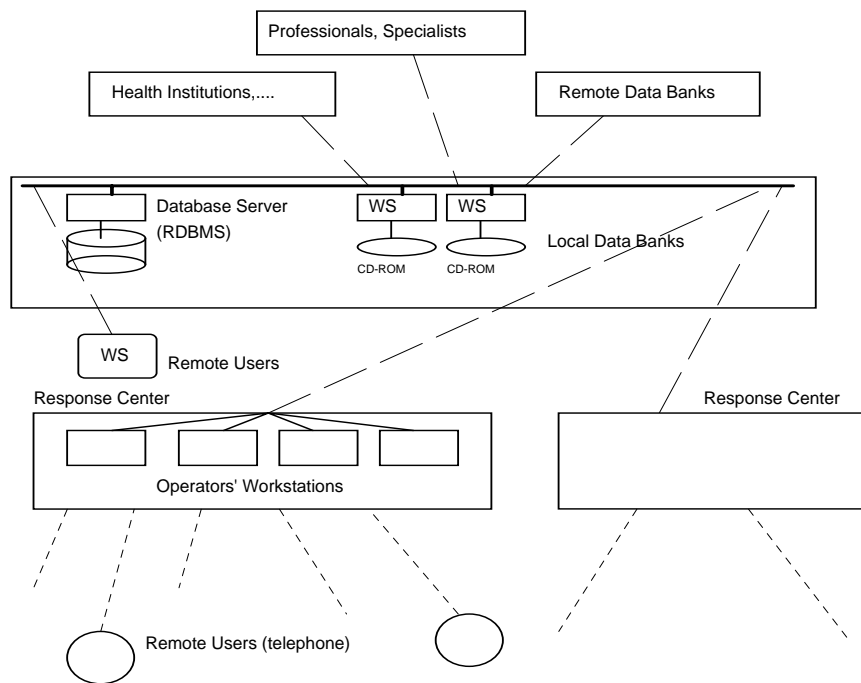 Professionals, Specialists
Health Institutions,....
Remote Data Banks
Database Server
(RDBMS)
WS
WS
Local Data Banks
CD-ROM
CD-ROM
WS
Remote Users
Response Center
Response Center
Operators' Workstations
Remote Users (telephone)